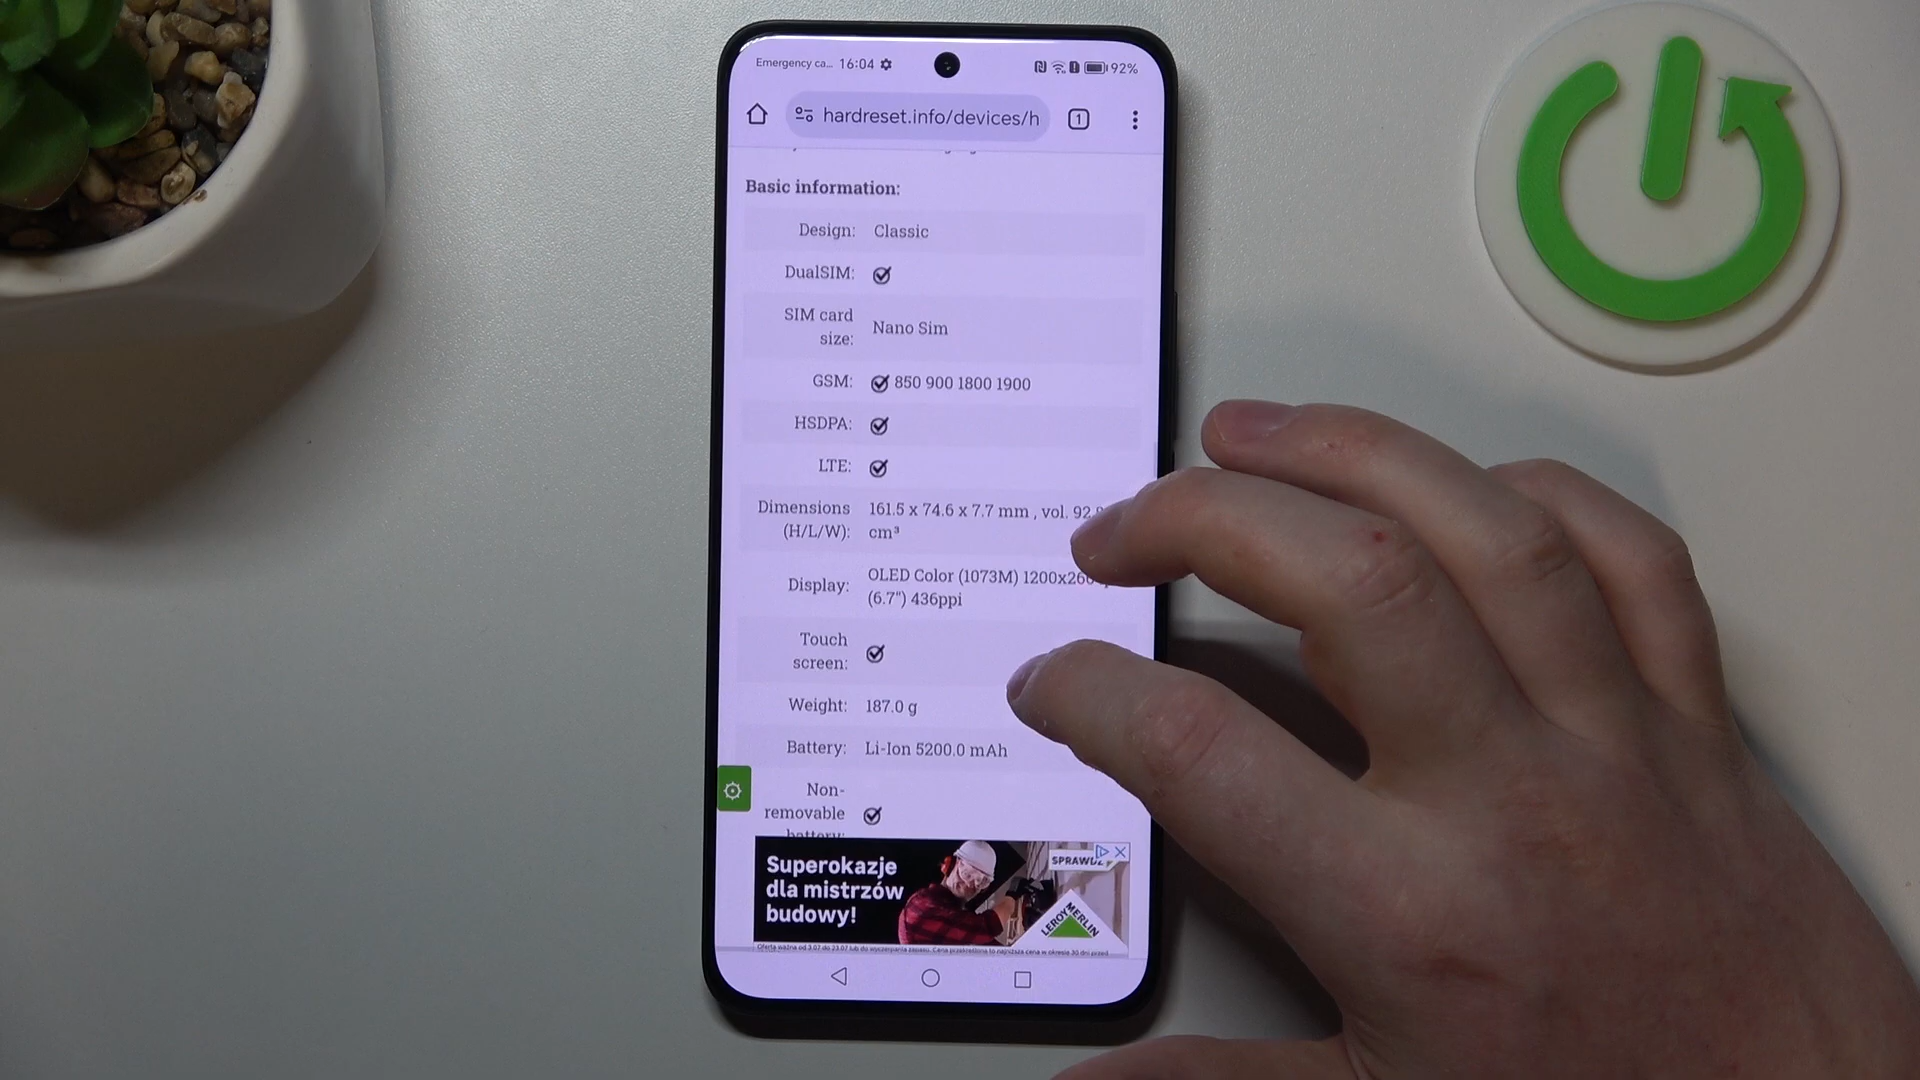 Emergency ca... 16:04 92%
hardreset.info/devices/h 1
Basic information:
Design: Classic
DualSIM:
SIM card size: Nano Sim
GSM: 850 900 1800 1900
HSDPA:
LTE:
Dimensions (H/L/W): 161.5 x 74.6 x 7.7 mm , vol. 92
cm³
Display: OLED Color (1073M) 1200x26
(6.7") 436ppi
Touch screen:
Weight: 187.0 g
Battery: Li-Ion 5200.0 mAh
Non-
removable
battery:
Superokazje
dla mistrzów
budowy!
LEROY MERLIN